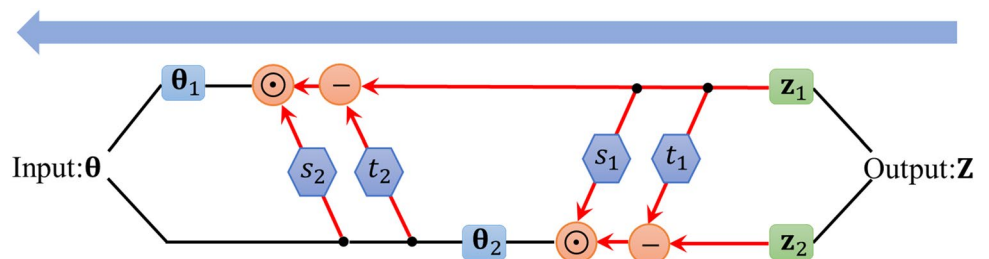 θ₁ ⊙ − z₁
s₂ t₂ s₁ t₁
Input:θ Output:Z
θ₂ ⊙ − z₂